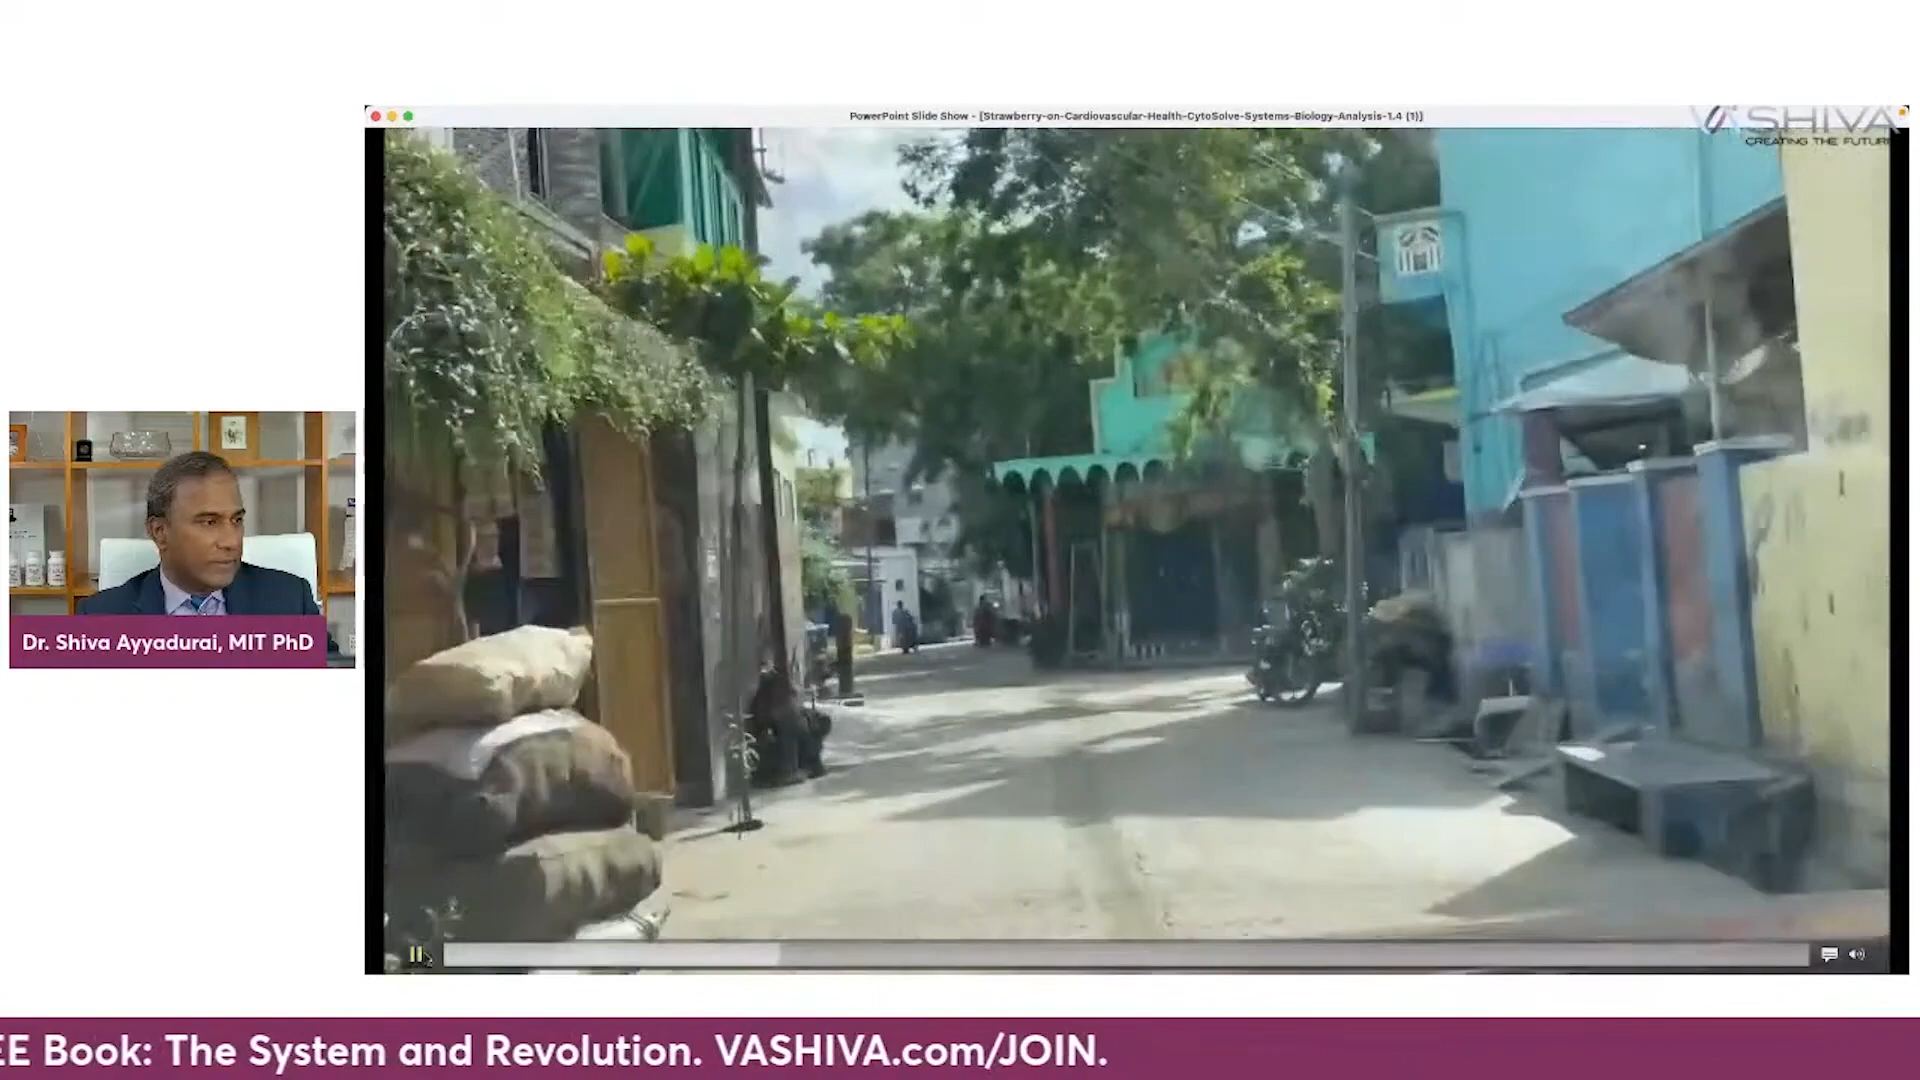 PowerPoint Slide Show - [Strawberry-on-Cardiovascular-Health-CytoSolve-Systems-Biology-Analysis-1.4 (1)]
VASHIVA
CREATING THE FUTURE
Dr. Shiva Ayyadurai, MIT PhD
EE Book: The System and Revolution. VASHIVA.com/JOIN.